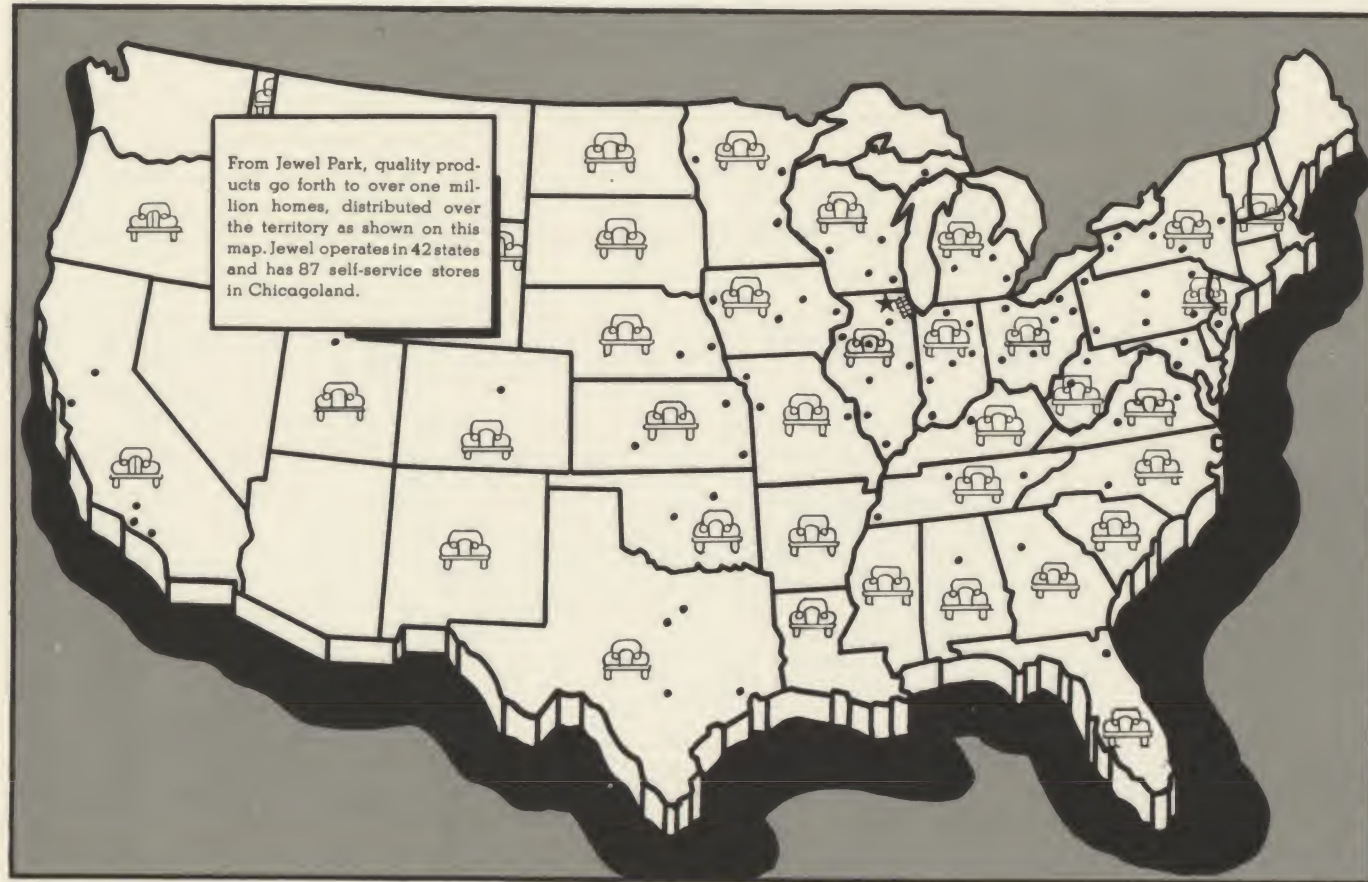 From Jewel Park, quality prod-
ucts go forth to over one mil-
lion homes, distributed over
the territory as shown on this
map. Jewel operates in 42 states
and has 87 self-service stores
in Chicagoland.